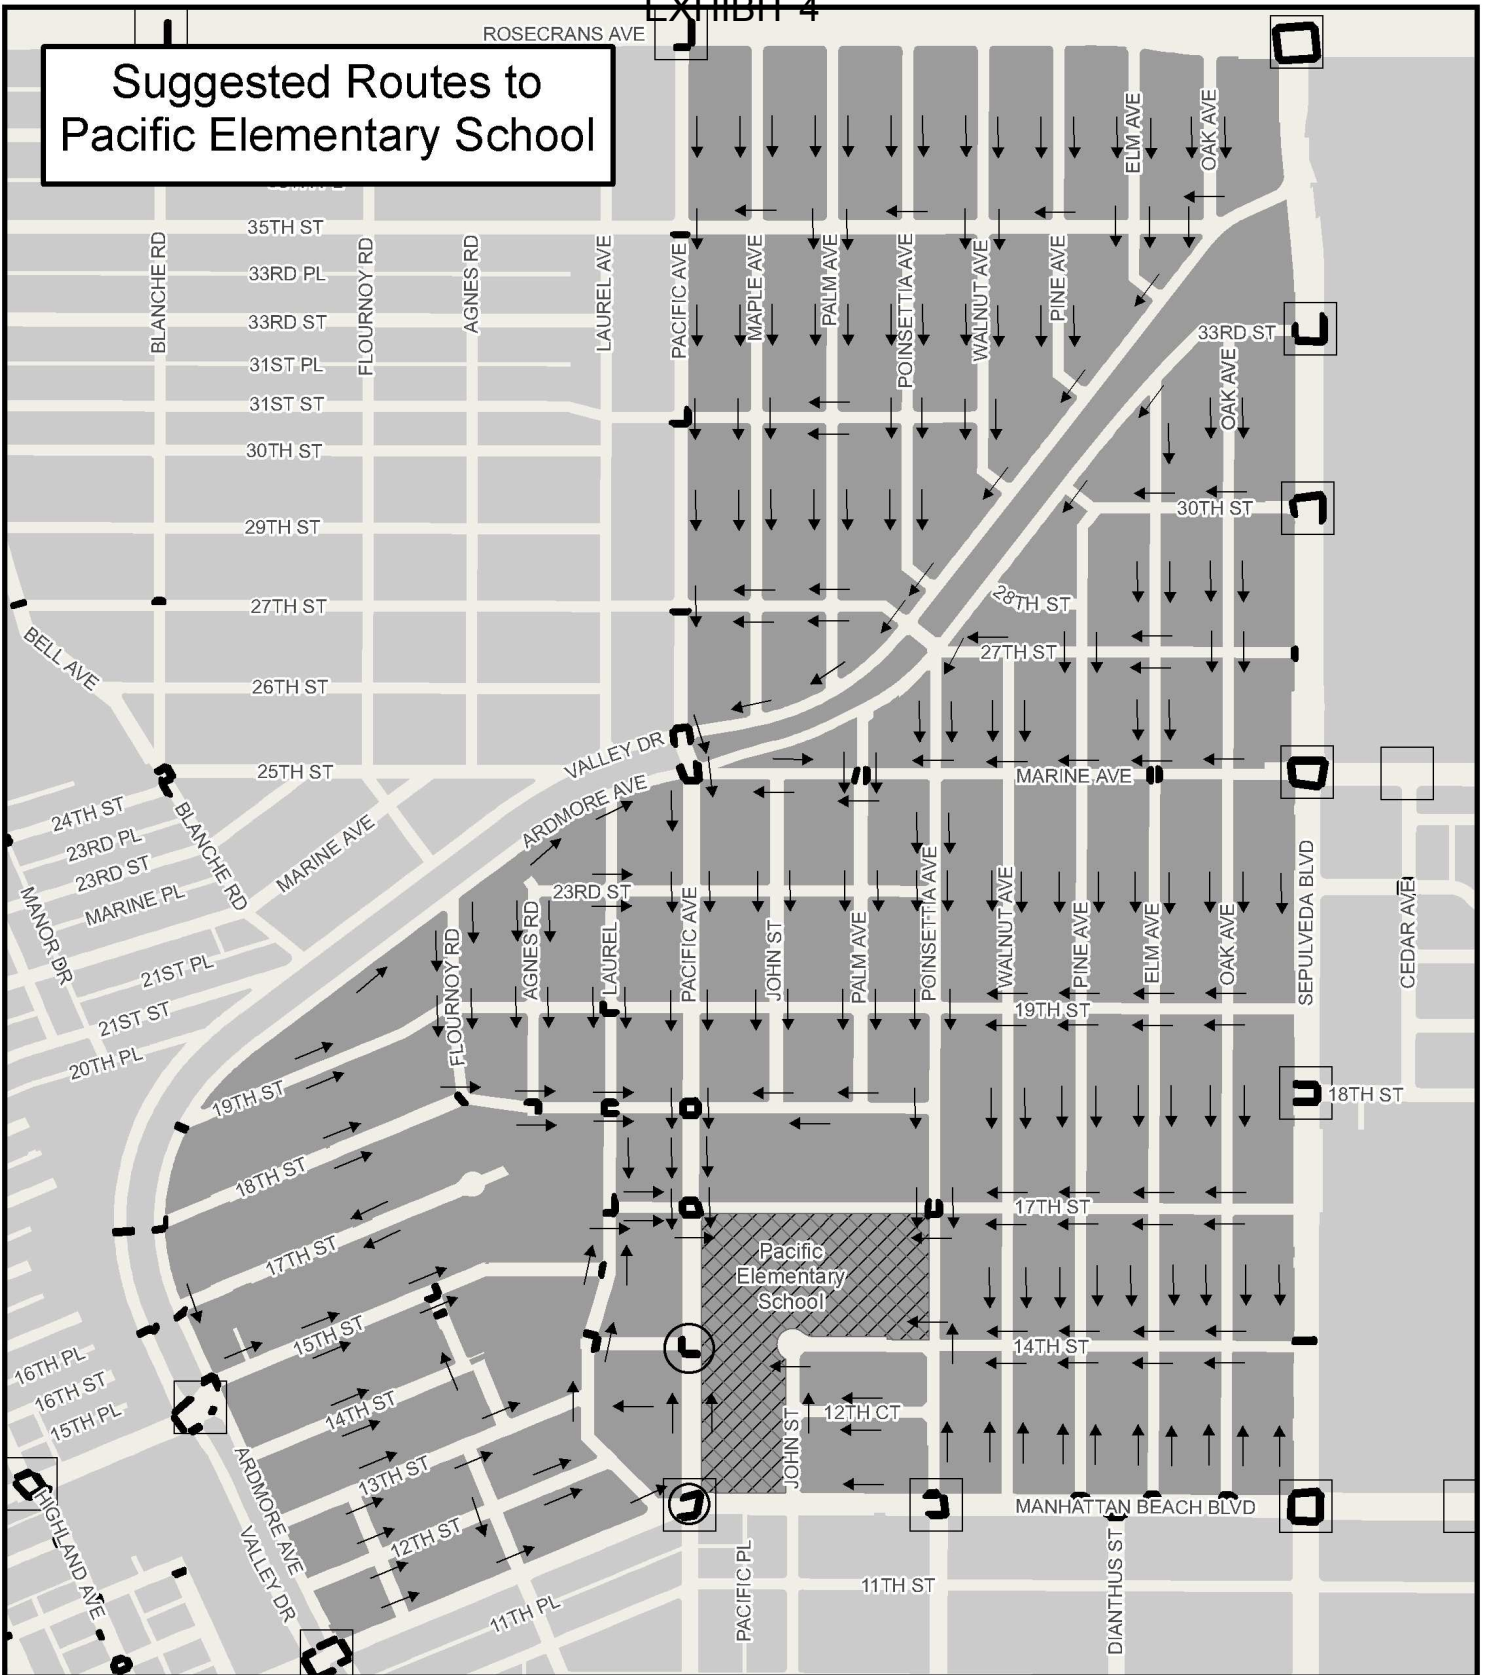 EXHIBIT 4
ROSECRANS AVE
Suggested Routes to
Pacific Elementary School
ELM AVE
OAK AVE
35TH ST
BLANCHE RD
FLOURNOY RD
AGNES RD
LAUREL AVE
PACIFIC AVE
MAPLE AVE
PALM AVE
POINSETTIA AVE
WALNUT AVE
PINE AVE
33RD PL
33RD ST
33RD ST
31ST PL
OAK AVE
31ST ST
30TH ST
30TH ST
29TH ST
28TH ST
27TH ST
27TH ST
BELL AVE
26TH ST
VALLEY DR
25TH ST
MARINE AVE
ARDMORE AVE
24TH ST
BLANCHE RD
MARINE AVE
23RD PL
23RD ST
MARINE PL
MANOR DR
23RD ST
FLOURNOY RD
AGNES RD
LAUREL
PACIFIC AVE
JOHN ST
PALM AVE
POINSETTIA AVE
WALNUT AVE
PINE AVE
ELM AVE
OAK AVE
SEPULVEDA BLVD
CEDAR AVE
21ST PL
21ST ST
20TH PL
19TH ST
19TH ST
18TH ST
18TH ST
17TH ST
17TH ST
Pacific
Elementary
School
15TH ST
14TH ST
16TH PL
16TH ST
15TH PL
14TH ST
12TH CT
JOHN ST
13TH ST
ARDMORE AVE
HIGHLAND AVE
VALLEY DR
12TH ST
MANHATTAN BEACH BLVD
DIANTHUS ST
PACIFIC PL
11TH ST
11TH PL